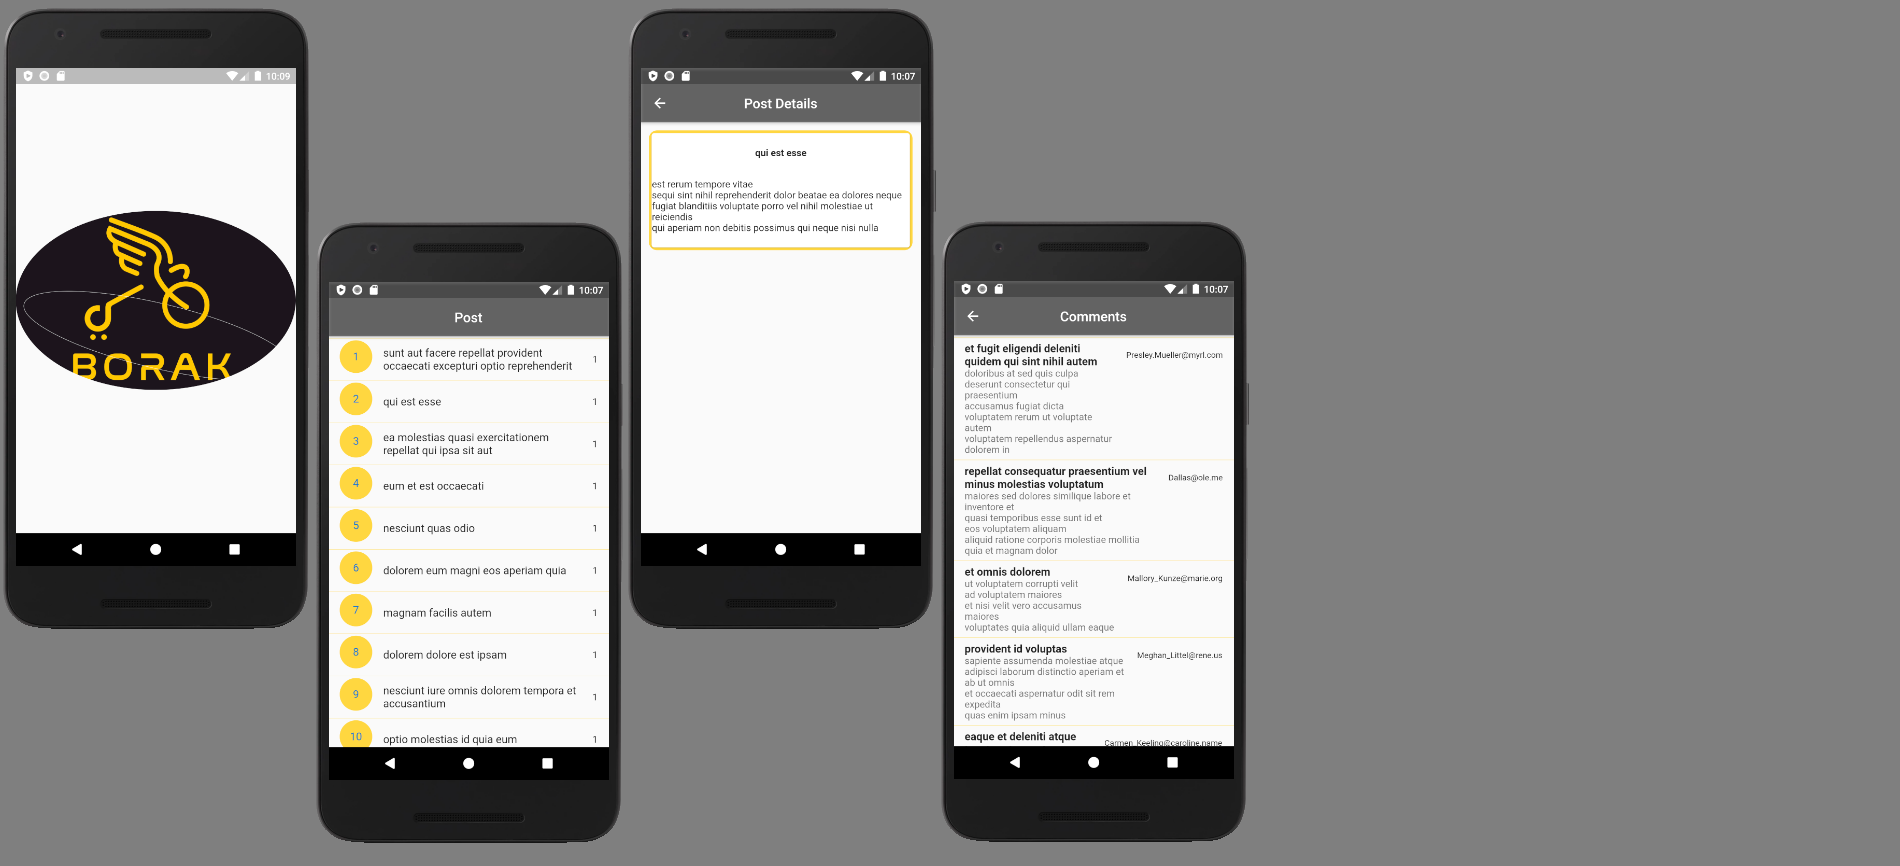 10:09
BORAK
10:07
Post
1
sunt aut facere repellat provident
occaecati excepturi optio reprehenderit
1
2
qui est esse
1
3
ea molestias quasi exercitationem
repellat qui ipsa sit aut
1
4
eum et est occaecati
1
5
nesciunt quas odio
1
6
dolorem eum magni eos aperiam quia
1
7
magnam facilis autem
1
8
dolorem dolore est ipsam
1
9
nesciunt iure omnis dolorem tempora et
accusantium
1
10
optio molestias id quia eum
1
10:07
Post Details
qui est esse
est rerum tempore vitae
sequi sint nihil reprehenderit dolor beatae ea dolores neque
fugiat blanditiis voluptate porro vel nihil molestiae ut
reiciendis
qui aperiam non debitis possimus qui neque nisi nulla
10:07
Comments
et fugit eligendi deleniti
quidem qui sint nihil autem
Presley.Mueller@myrl.com
doloribus at sed quis culpa
deserunt consectetur qui
praesentium
accusamus fugiat dicta
voluptatem rerum ut voluptate
autem
voluptatem repellendus aspernatur
dolorem in
repellat consequatur praesentium vel
minus molestias voluptatum
Dallas@ole.me
maiores sed dolores similique labore et
inventore et
quasi temporibus esse sunt id et
eos voluptatem aliquam
aliquid ratione corporis molestiae mollitia
quia et magnam dolor
et omnis dolorem
Mallory_Kunze@marie.org
ut voluptatem corrupti velit
ad voluptatem maiores
et nisi velit vero accusamus
maiores
voluptates quia aliquid ullam eaque
provident id voluptas
Meghan_Littel@rene.us
sapiente assumenda molestiae atque
adipisci laborum distinctio aperiam et
ab ut omnis
et occaecati aspernatur odit sit rem
expedita
quas enim ipsam minus
eaque et deleniti atque
Carmen_Keeling@caroline.name